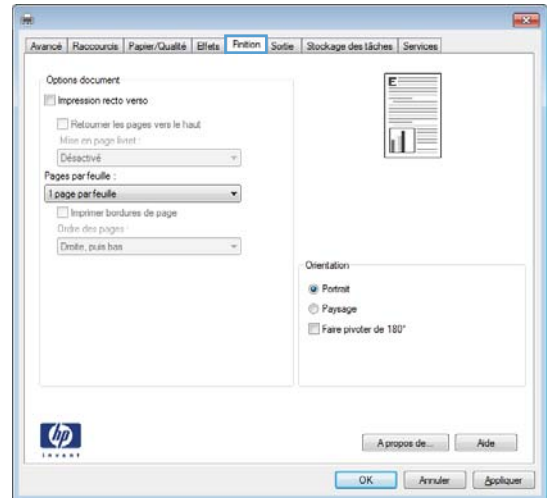 Avancé Raccourcis Papier/Qualité Effets Finition Sortie Stockage des tâches Services
Options document
Impression recto verso
Retourner les pages vers le haut
Mise en page livret :
Désactivé
Pages par feuille :
1 page par feuille
Imprimer bordures de page
Ordre des pages :
Droite, puis bas
E
Orientation
Portrait
Paysage
Faire pivoter de 180°
hp
invent
A propos de... Aide
OK Annuler Appliquer